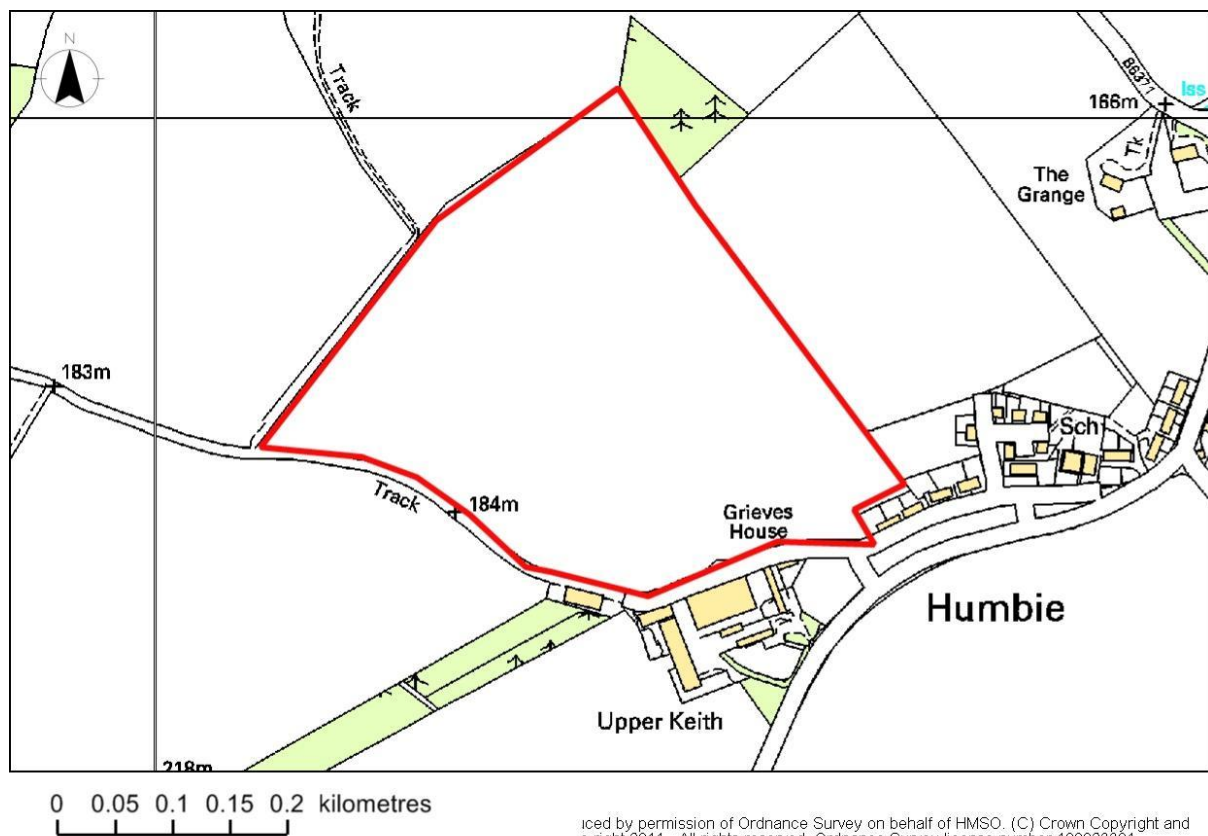 N
Track
B6371
Iss
166m
Tk
The
Grange
183m
Sch
Track
184m
Grieves
House
Humbie
Upper Keith
218m
0 0.05 0.1 0.15 0.2 kilometres
uced by permission of Ordnance Survey on behalf of HMSO. (C) Crown Copyright and
right 2011. All rights reserved. Ordnance Survey licence number